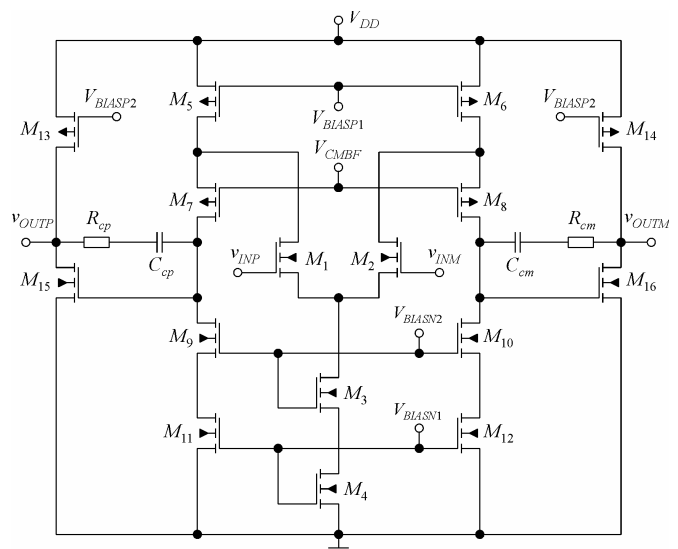 V_DD
V_BIASP2
M_5
M_6
V_BIASP2
M_13
V_BIASP1
M_14
V_CMBF
M_7
M_8
v_OUTP
R_cp
C_cp
v_INP
M_1
M_2
v_INM
C_cm
R_cm
v_OUTM
M_15
M_16
V_BIASN2
M_9
M_10
M_3
V_BIASN1
M_11
M_12
M_4